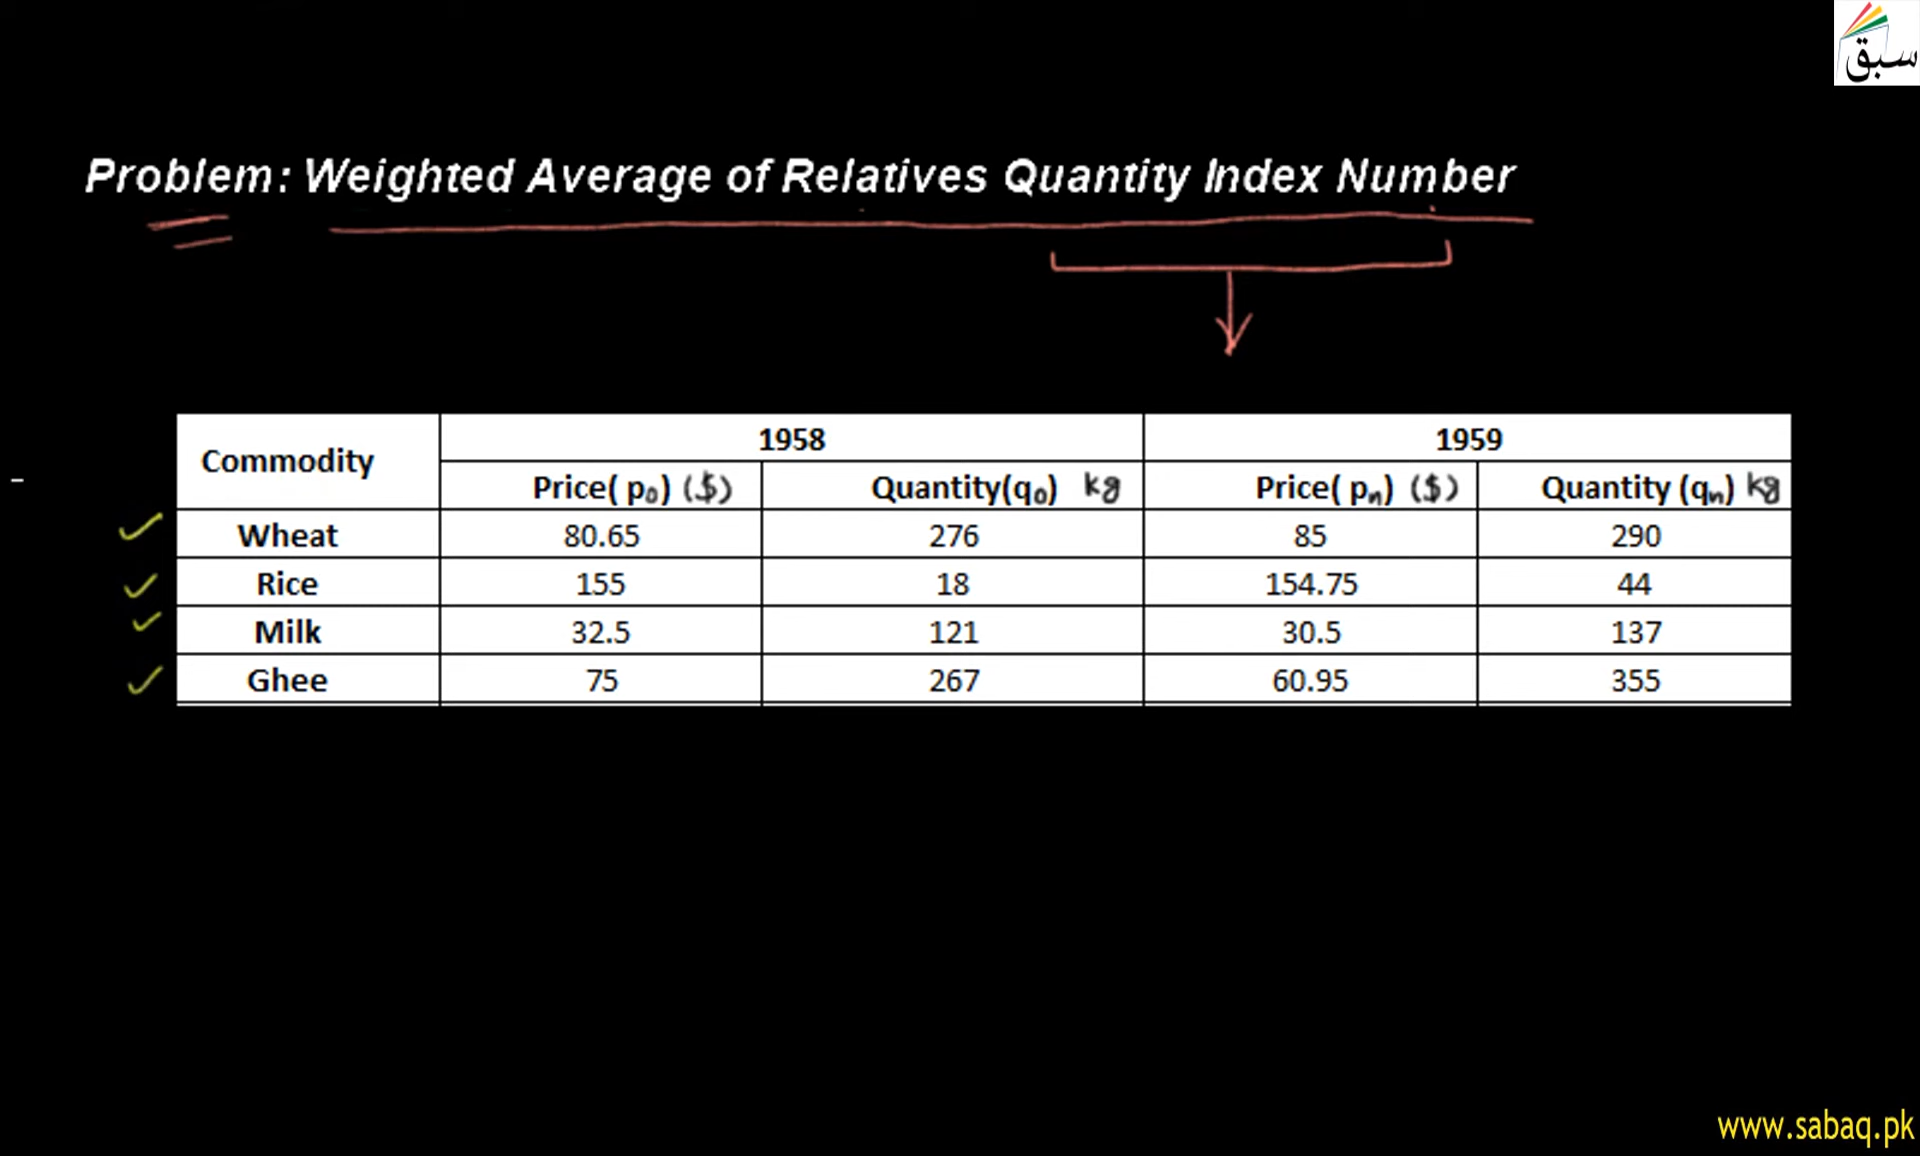 سبق
Problem: Weighted Average of Relatives Quantity Index Number
Commodity 1958 1959
Price( p₀) ($) Quantity(q₀) kg Price( pₙ) ($) Quantity (qₙ) kg
Wheat 80.65 276 85 290
Rice 155 18 154.75 44
Milk 32.5 121 30.5 137
Ghee 75 267 60.95 355
www.sabaq.pk